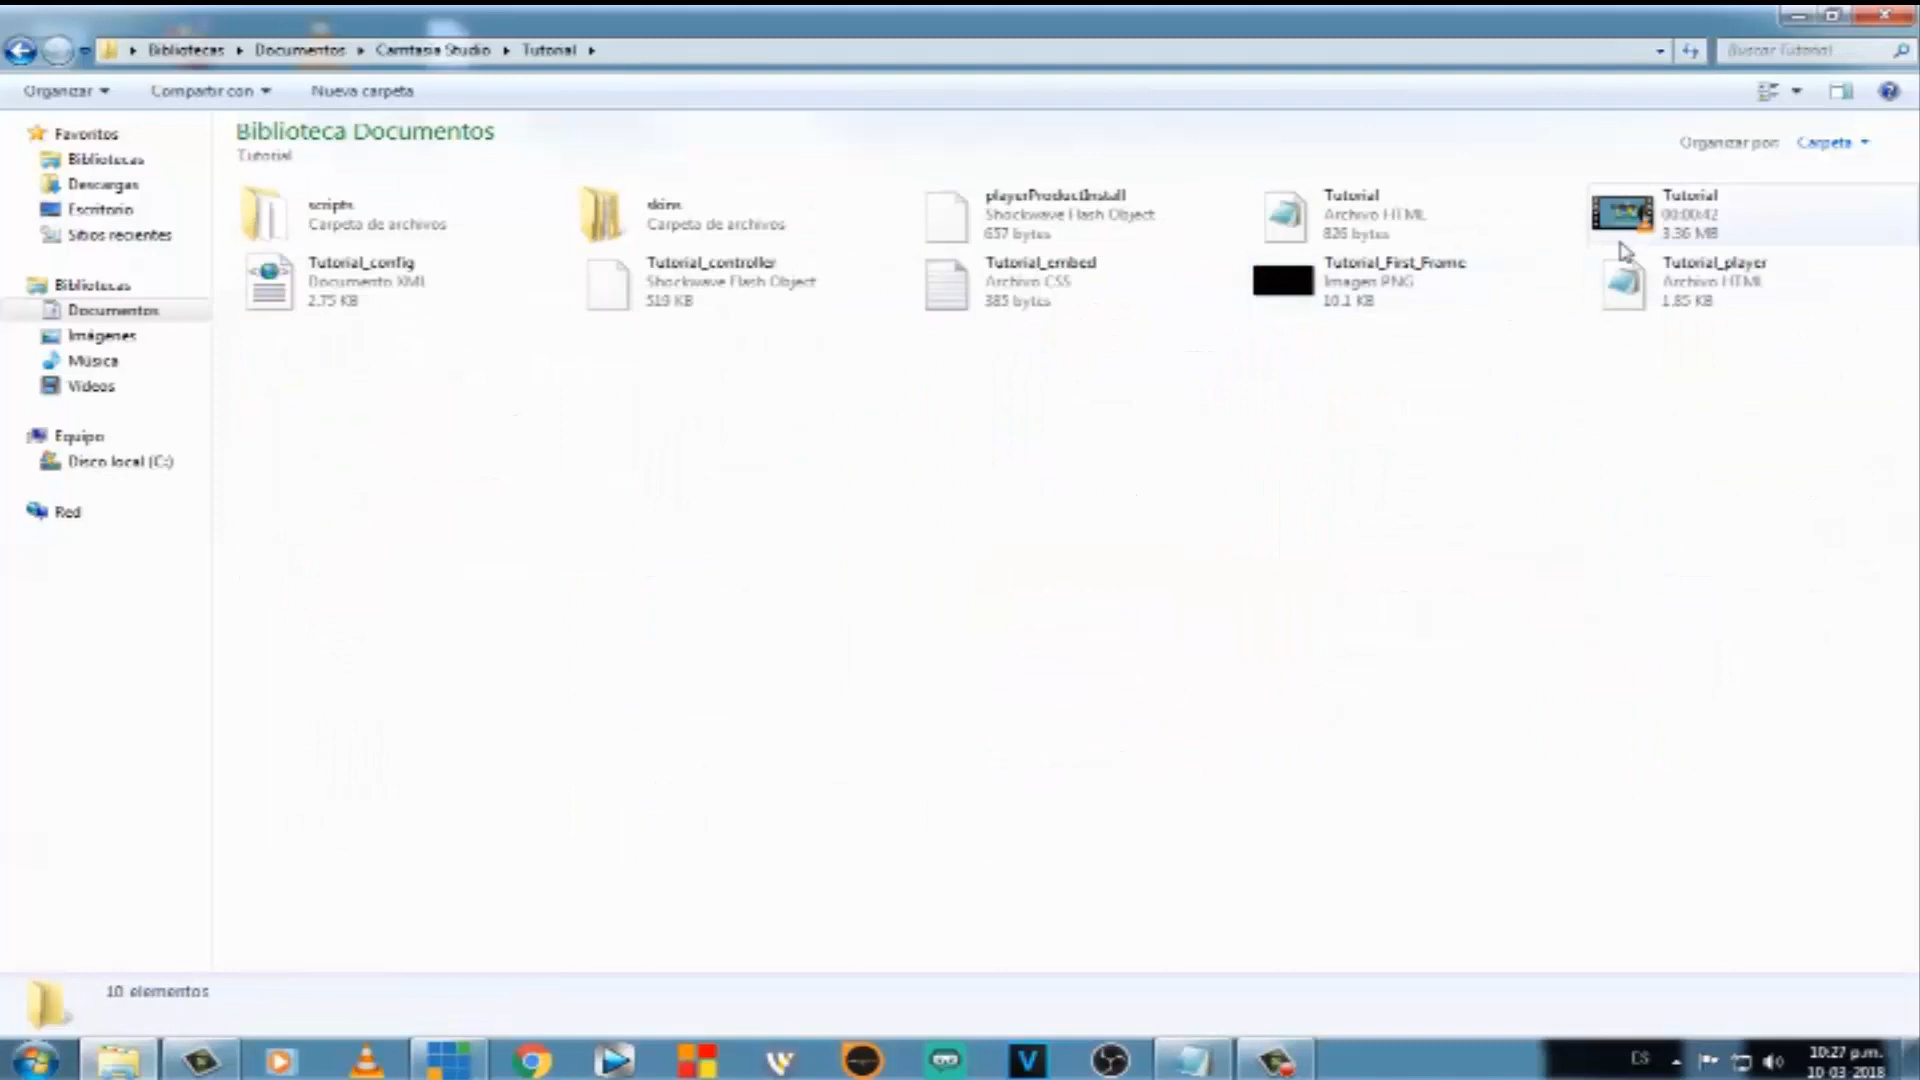 Bibliotecas Documentos Camtasia Studio Tutorial
Buscar Tutorial
Organizar Compartir con Nueva carpeta
Favoritos
Bibliotecas
Descargas
Escritorio
Sitios recientes
Bibliotecas
Documentos
Imágenes
Música
Vídeos
Equipo
Disco local (C:)
Red
Biblioteca Documentos
Tutorial
Organizar por: Carpeta
scripts
Carpeta de archivos
skins
Carpeta de archivos
playerProductInstall
Shockwave Flash Object
657 bytes
Tutorial
Archivo HTML
826 bytes
Tutorial
00:00:42
3.36 MB
Tutorial_config
Documento XML
2.75 KB
Tutorial_controller
Shockwave Flash Object
519 KB
Tutorial_embed
Archivo CSS
385 bytes
Tutorial_First_Frame
Imagen PNG
10.1 KB
Tutorial_player
Archivo HTML
1.85 KB
10 elementos
ES
10:27 p.m.
10-03-2018